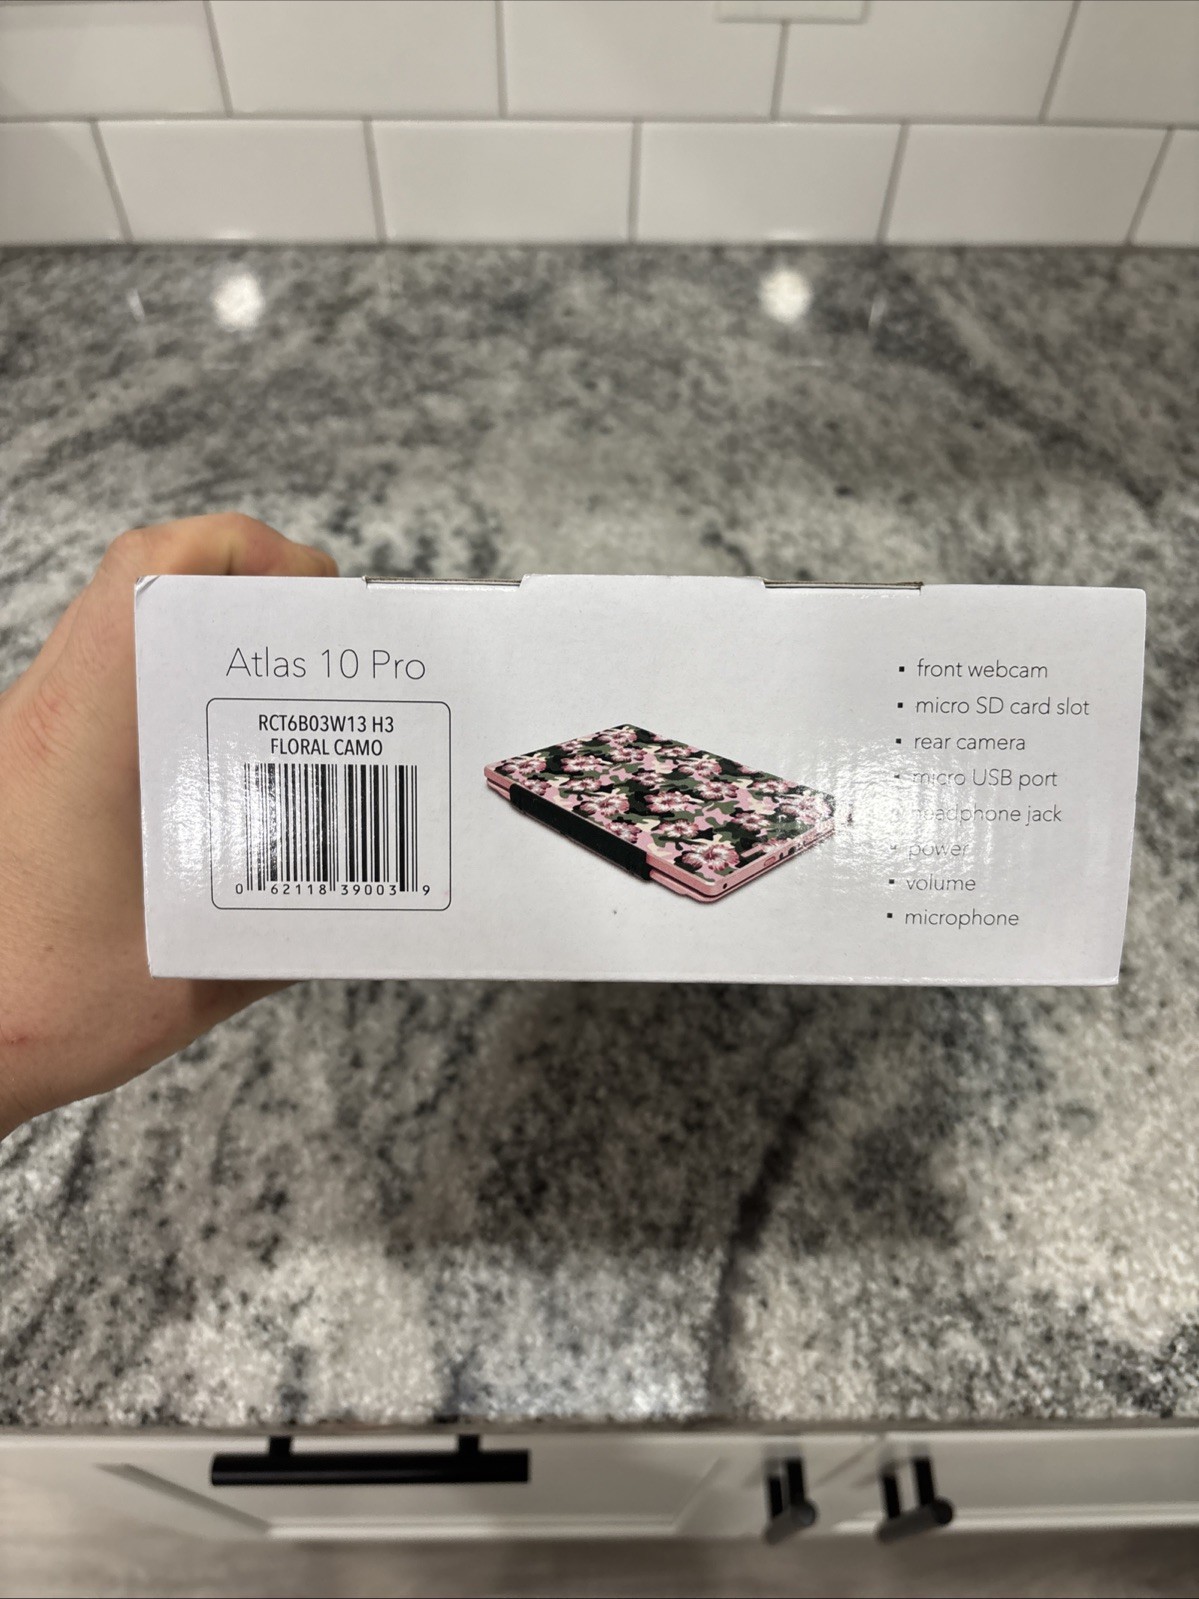 Atlas 10 Pro
RCT6B03W13 H3
FLORAL CAMO
0 62118 39003 9
▪ front webcam
▪ micro SD card slot
▪ rear camera
▪ micro USB port
▪ headphone jack
▪ power
▪ volume
▪ microphone